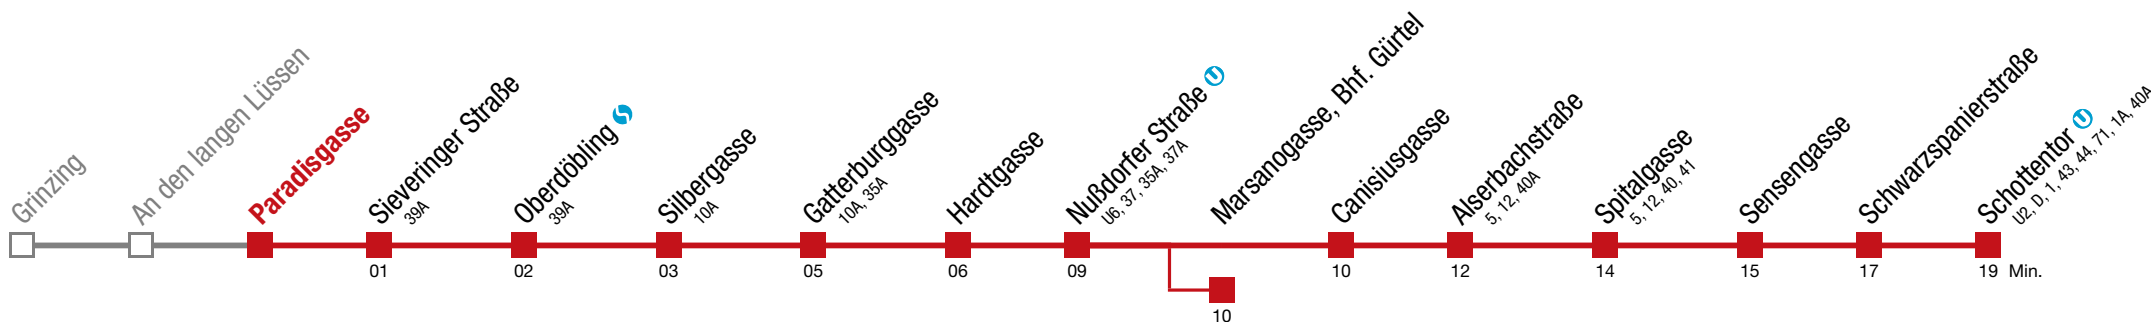 Grinzing
An den langen Lüssen
Paradisgasse
Sieveringer Straße
39A
Oberdöbling
39A
Silbergasse
10A
Gatterburggasse
10A, 35A
Hardtgasse
Nußdorfer Straße U
U6, 37, 35A, 37A
Marsanogasse, Bhf. Gürtel
Canisiusgasse
Alserbachstraße
5, 12, 40A
Spitalgasse
5, 12, 40, 41
Sensengasse
Schwarzspanierstraße
Schottentor U
U2, D, 1, 43, 44, 71, 1A, 40A
01 02 03 05 06 09 10 12 14 15 17 19 Min.
10